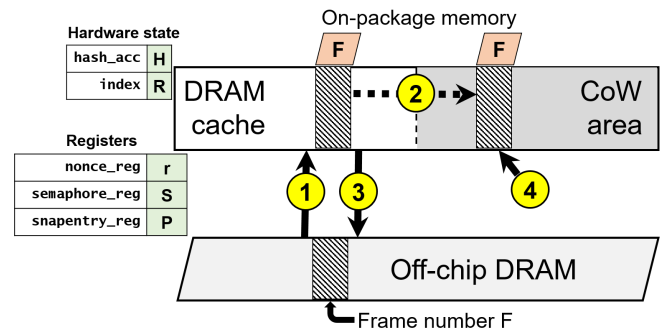 On-package memory
Hardware state
hash_acc H
index R
F
F
DRAM
cache
2
CoW
area
Registers
nonce_reg r
semaphore_reg S
snapentry_reg P
1
3
4
Off-chip DRAM
Frame number F